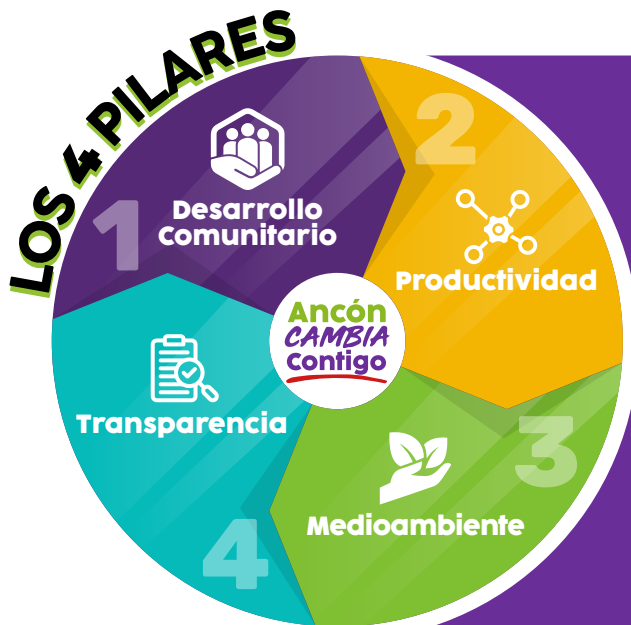 LOS 4 PILARES
1
Desarrollo
Comunitario
2
Productividad
3
Medioambiente
4
Transparencia
Ancón
CAMBIA
Contigo